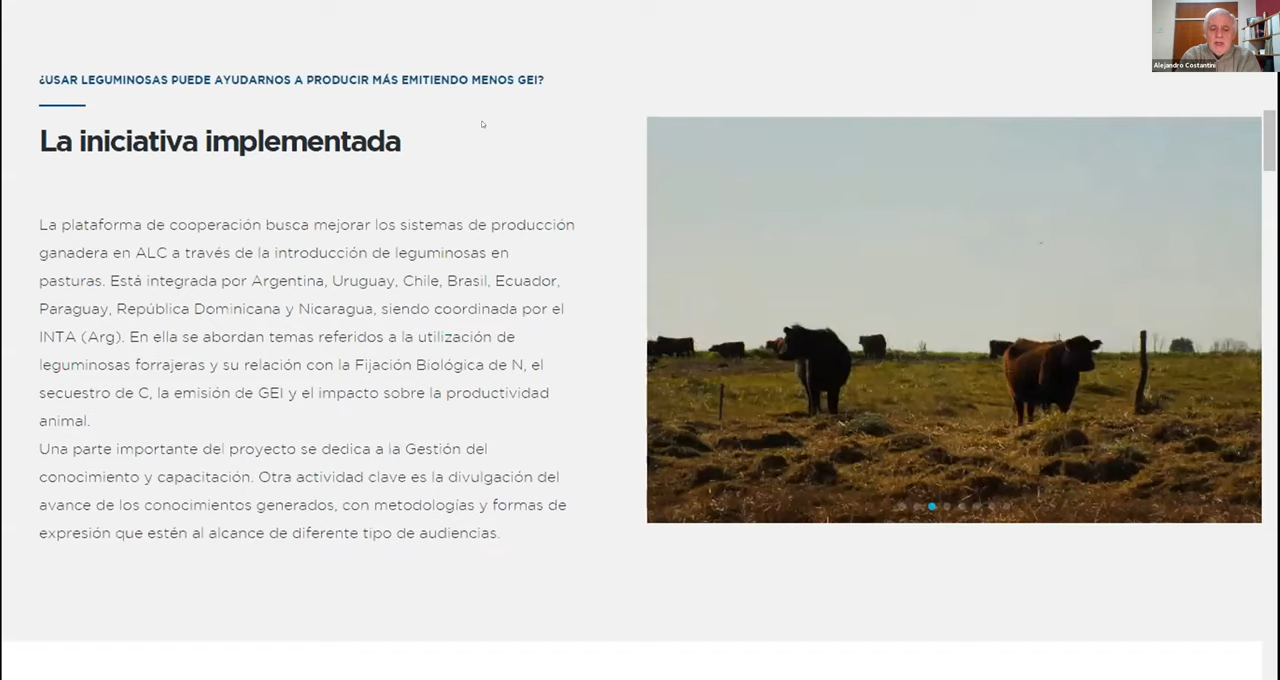 ¿USAR LEGUMINOSAS PUEDE AYUDARNOS A PRODUCIR MÁS EMITIENDO MENOS GEI?
La iniciativa implementada
La plataforma de cooperación busca mejorar los sistemas de producción
ganadera en ALC a través de la introducción de leguminosas en
pasturas. Está integrada por Argentina, Uruguay, Chile, Brasil, Ecuador,
Paraguay, República Dominicana y Nicaragua, siendo coordinada por el
INTA (Arg). En ella se abordan temas referidos a la utilización de
leguminosas forrajeras y su relación con la Fijación Biológica de N, el
secuestro de C, la emisión de GEI y el impacto sobre la productividad
animal.
Una parte importante del proyecto se dedica a la Gestión del
conocimiento y capacitación. Otra actividad clave es la divulgación del
avance de los conocimientos generados, con metodologías y formas de
expresión que estén al alcance de diferente tipo de audiencias.
Alejandro Costantini